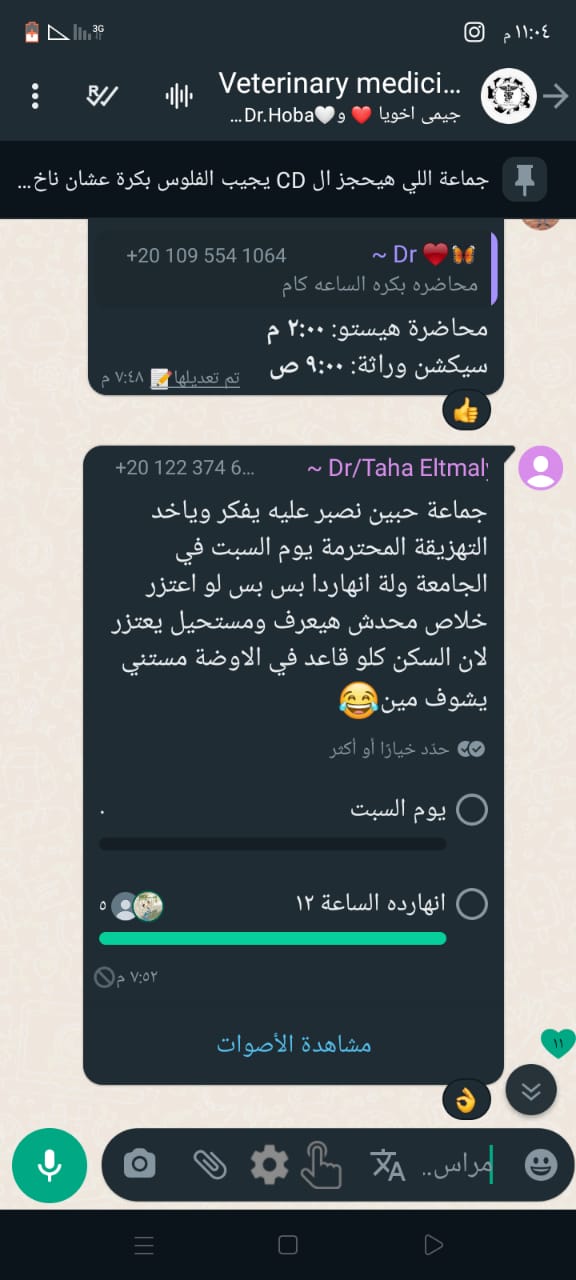 3G
١١:٠٤ م
Veterinary medici...
جيمى اخويا ❤️ و🤍Dr.Hoba...
جماعة اللي هيحجز ال CD يجيب الفلوس بكرة عشان ناخ...
~ Dr ❤️🦋 +20 109 554 1064
محاضره بكره الساعه كام
محاضرة هيستو: ٢:٠٠ م
سيكشن وراثة: ٩:٠٠ ص
تم تعديلها📝 ٧:٤٨ م
👍
~ Dr/Taha Eltmaly +20 122 374 6...
جماعة حبين نصبر عليه يفكر وياخد
التهزيقة المحترمة يوم السبت في
الجامعة ولة انهاردا بس بس لو اعتزر
خلاص محدش هيعرف ومستحيل يعتزر
لان السكن كلو قاعد في الاوضة مستني
يشوف مين😂
حدّد خيارًا أو أكثر
يوم السبت ٠
انهارده الساعة ١٢ ٥
٧:٥٢ م
مشاهدة الأصوات
١١
👌
مراس..